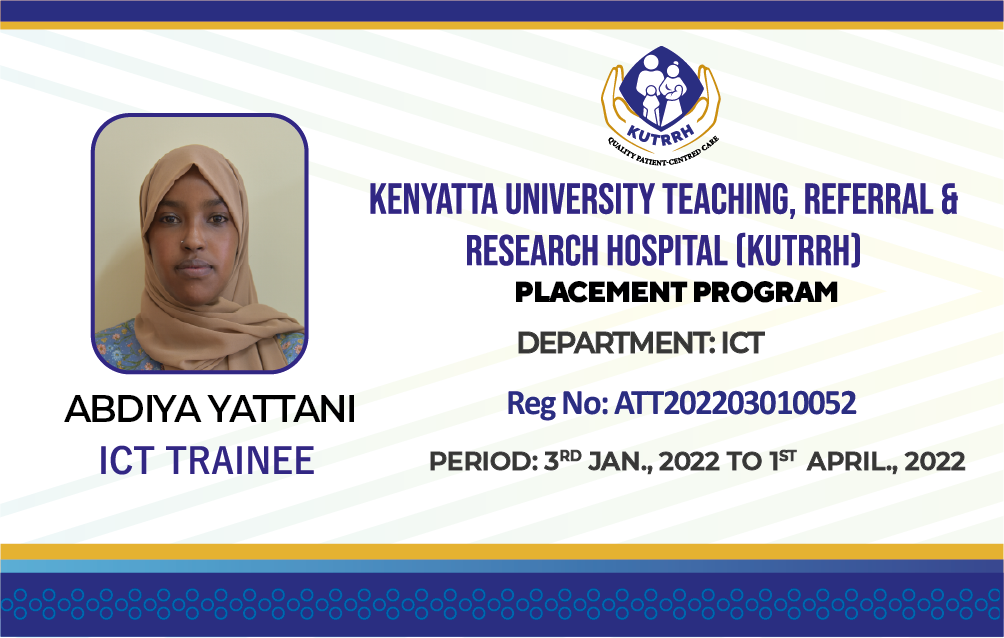 KUTRRH
QUALITY PATIENT-CENTRED CARE
KENYATTA UNIVERSITY TEACHING, REFERRAL &
RESEARCH HOSPITAL (KUTRRH)
PLACEMENT PROGRAM
DEPARTMENT: ICT
Reg No: ATT202203010052
PERIOD: 3RD JAN., 2022 TO 1ST APRIL., 2022
ABDIYA YATTANI
ICT TRAINEE